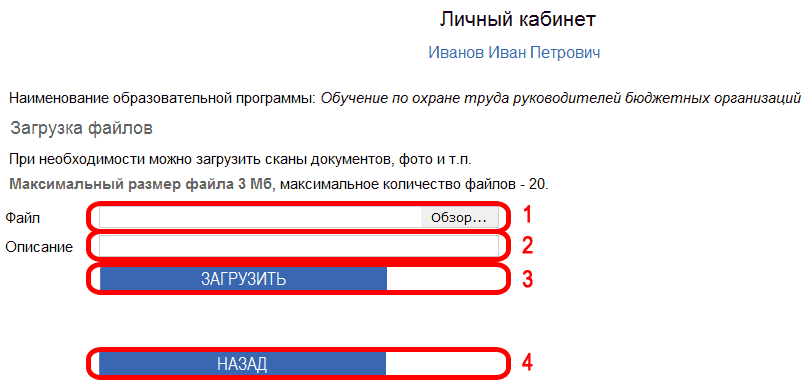 Личный кабинет
Иванов Иван Петрович
Наименование образовательной программы: Обучение по охране труда руководителей бюджетных организаций
Загрузка файлов
При необходимости можно загрузить сканы документов, фото и т.п.
Максимальный размер файла 3 Мб, максимальное количество файлов - 20.
Файл Обзор... 1
Описание 2
ЗАГРУЗИТЬ 3
НАЗАД 4